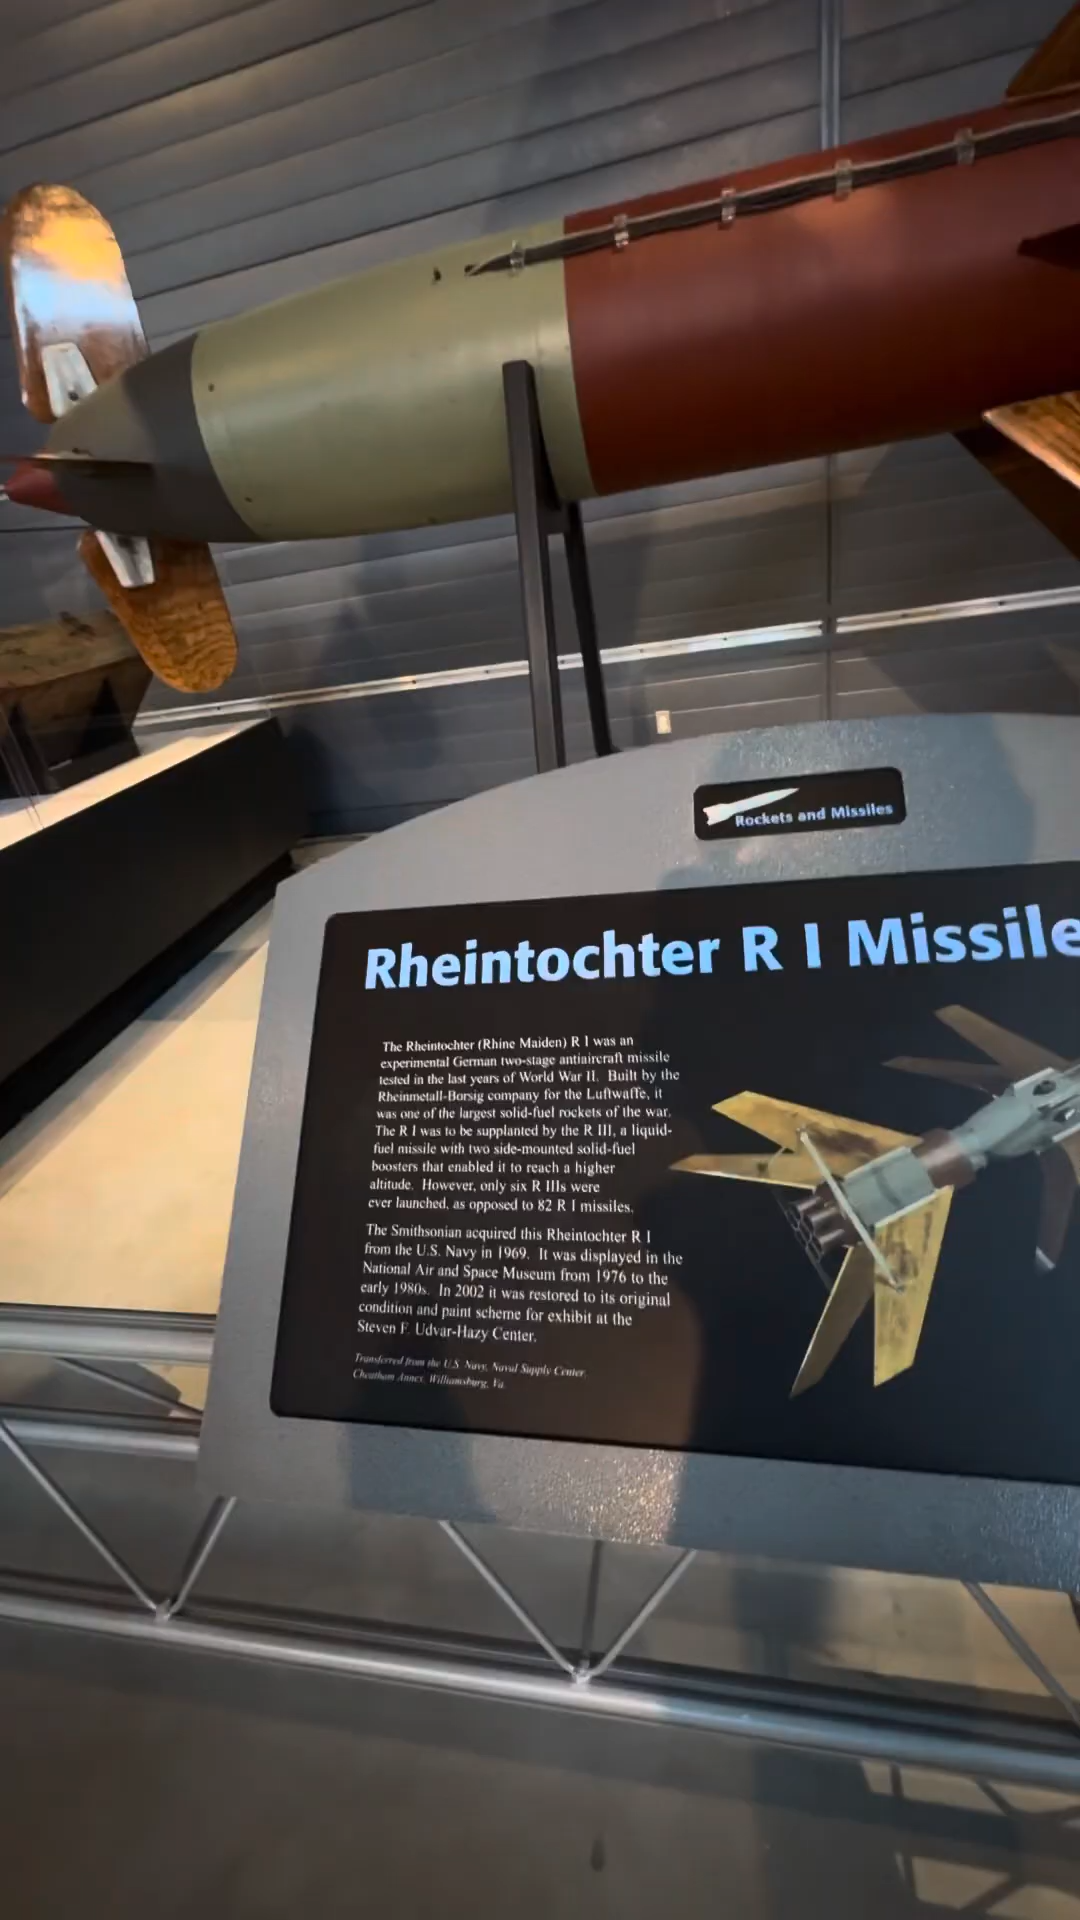 Rockets and Missiles
Rheintochter R I Missile
The Rheintochter (Rhine Maiden) R I was an
experimental German two-stage antiaircraft missile
tested in the last years of World War II. Built by the
Rheinmetall-Borsig company for the Luftwaffe, it
was one of the largest solid-fuel rockets of the war.
The R I was to be supplanted by the R III, a liquid-
fuel missile with two side-mounted solid-fuel
boosters that enabled it to reach a higher
altitude. However, only six R IIIs were
ever launched, as opposed to 82 R I missiles.
The Smithsonian acquired this Rheintochter R I
from the U.S. Navy in 1969. It was displayed in the
National Air and Space Museum from 1976 to the
early 1980s. In 2002 it was restored to its original
condition and paint scheme for exhibit at the
Steven F. Udvar-Hazy Center.
Transferred from the U.S. Navy, Naval Supply Center,
Cheatham Annex, Williamsburg, Va.